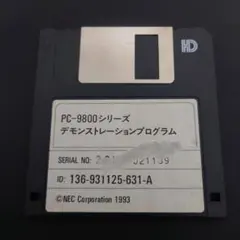 HD
PC-9800シリーズ
デモンストレーションプログラム
SERIAL NO:
ID: 136-931125-631-A
©NEC Corporation 1993